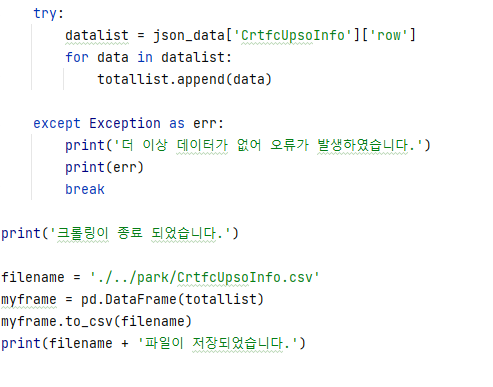 try:
datalist = json_data['CrtfcUpsoInfo']['row']
for data in datalist:
totallist.append(data)
except Exception as err:
print('더 이상 데이터가 없어 오류가 발생하였습니다.')
print(err)
break
print('크롤링이 종료 되었습니다.')
filename = './../park/CrtfcUpsoInfo.csv'
myframe = pd.DataFrame(totallist)
myframe.to_csv(filename)
print(filename + '파일이 저장되었습니다.')